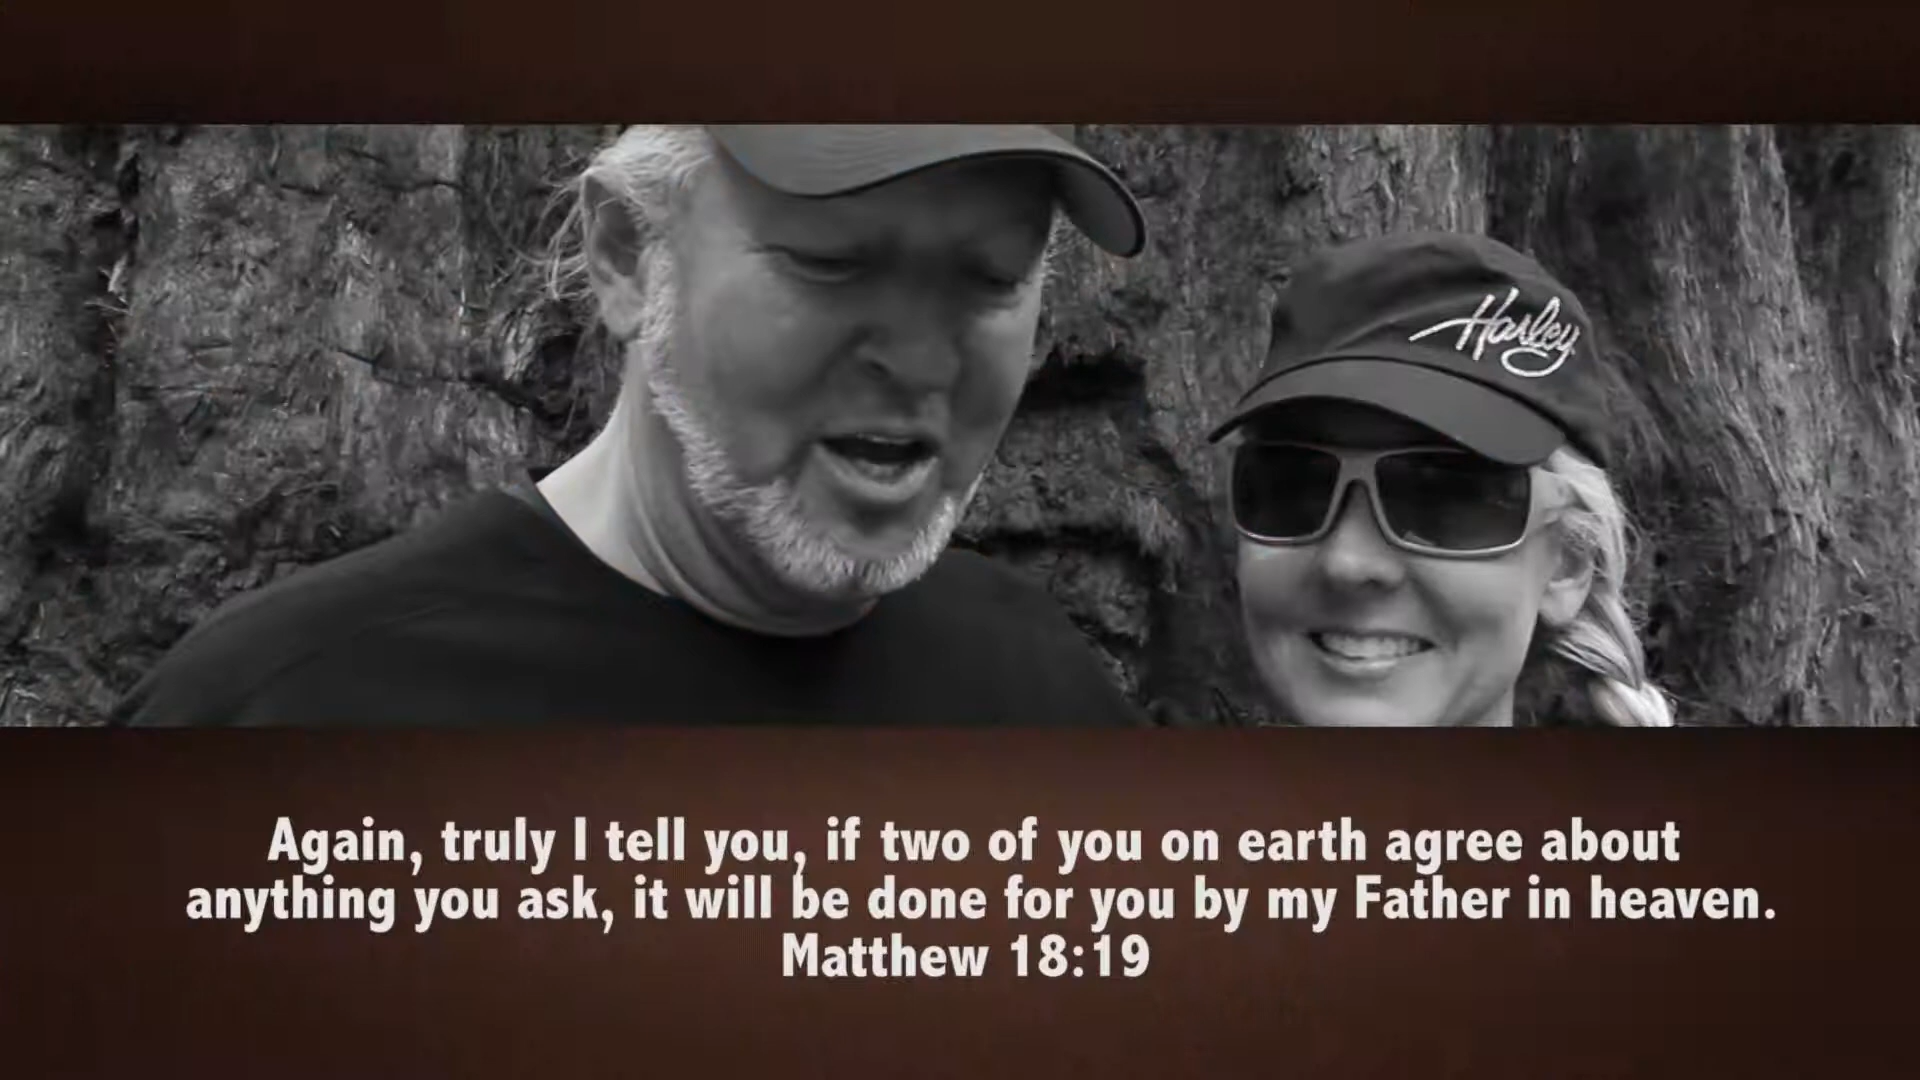 Harley
Again, truly I tell you, if two of you on earth agree about
anything you ask, it will be done for you by my Father in heaven.
Matthew 18:19